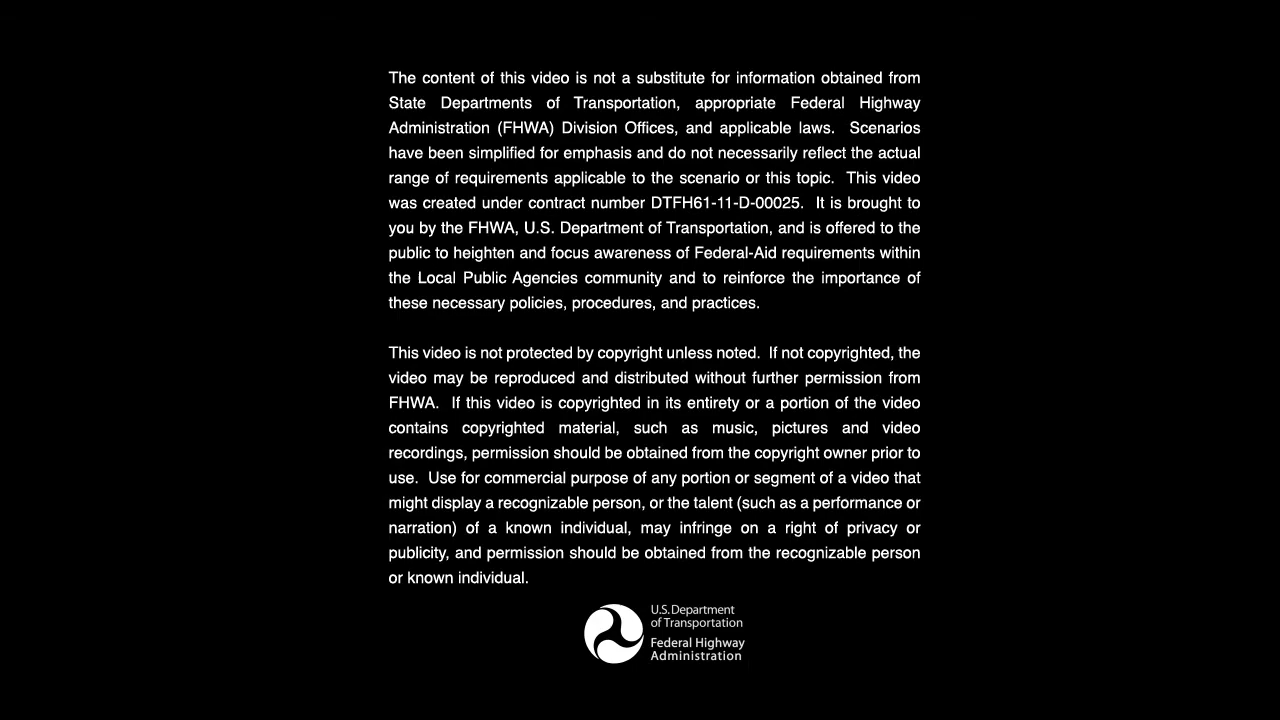 The content of this video is not a substitute for information obtained from
State Departments of Transportation, appropriate Federal Highway
Administration (FHWA) Division Offices, and applicable laws.  Scenarios
have been simplified for emphasis and do not necessarily reflect the actual
range of requirements applicable to the scenario or this topic.  This video
was created under contract number DTFH61-11-D-00025.  It is brought to
you by the FHWA, U.S. Department of Transportation, and is offered to the
public to heighten and focus awareness of Federal-Aid requirements within
the Local Public Agencies community and to reinforce the importance of
these necessary policies, procedures, and practices.
This video is not protected by copyright unless noted.  If not copyrighted, the
video may be reproduced and distributed without further permission from
FHWA.  If this video is copyrighted in its entirety or a portion of the video
contains copyrighted material, such as music, pictures and video
recordings, permission should be obtained from the copyright owner prior to
use.  Use for commercial purpose of any portion or segment of a video that
might display a recognizable person, or the talent (such as a performance or
narration) of a known individual, may infringe on a right of privacy or
publicity, and permission should be obtained from the recognizable person
or known individual.
U.S. Department
of Transportation
Federal Highway
Administration